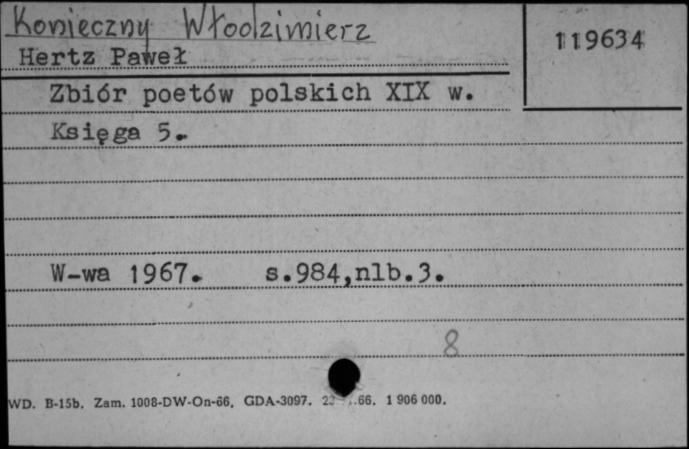 Konieczny Włodzimierz
119634
Hertz Paweł
Zbiór poetów polskich XIX w.
Księga 5.
W-wa 1967. s.984,nlb.3.
8
WD. B-15b. Zam. 1008-DW-On-66. GDA-3097. .66. 1 906 000.